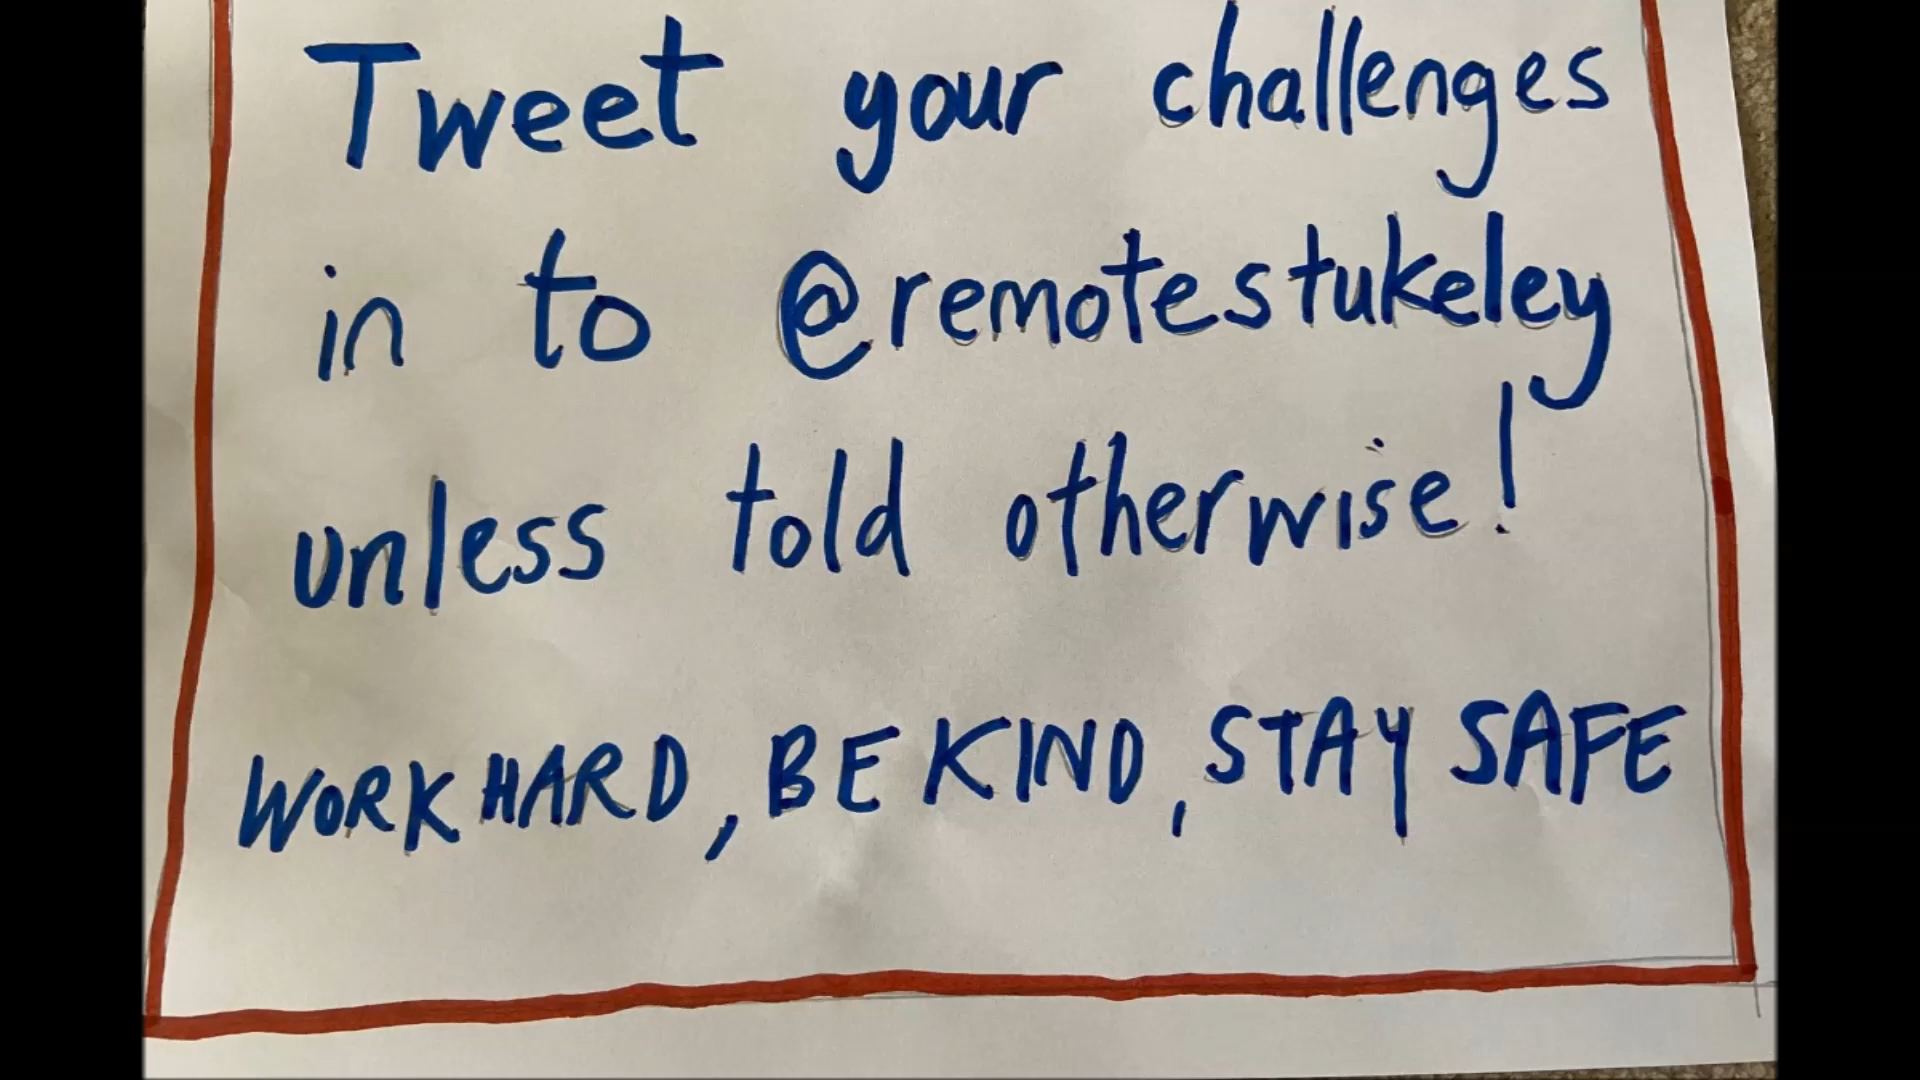 Tweet your challenges
in to @remotestukeley
unless told otherwise!
WORK HARD, BE KIND, STAY SAFE